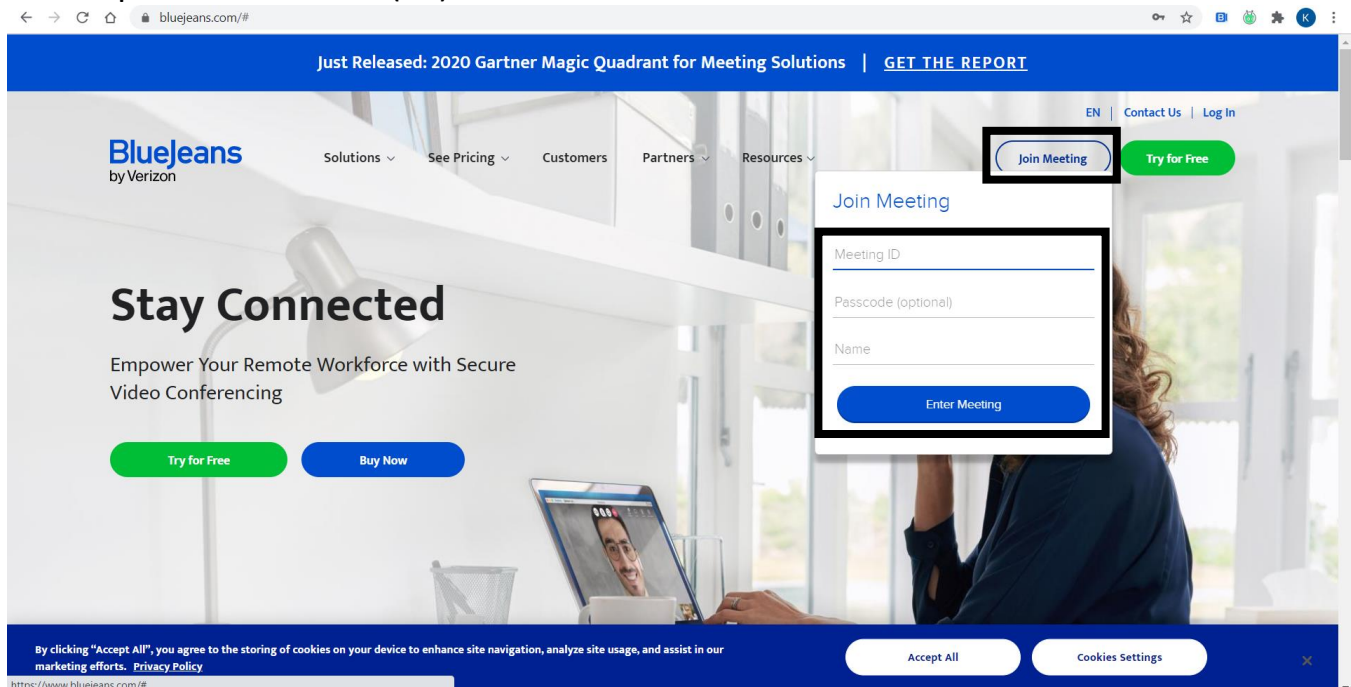 bluejeans.com/#
K
Just Released: 2020 Gartner Magic Quadrant for Meeting Solutions | GET THE REPORT
EN | Contact Us | Log In
BlueJeans
by Verizon
Solutions
See Pricing
Customers
Partners
Resources
Join Meeting
Try for Free
Join Meeting
Meeting ID
Passcode (optional)
Name
Enter Meeting
Stay Connected
Empower Your Remote Workforce with Secure
Video Conferencing
Try for Free
Buy Now
By clicking “Accept All”, you agree to the storing of cookies on your device to enhance site navigation, analyze site usage, and assist in our
marketing efforts. Privacy Policy
Accept All
Cookies Settings
https://www.bluejeans.com/#